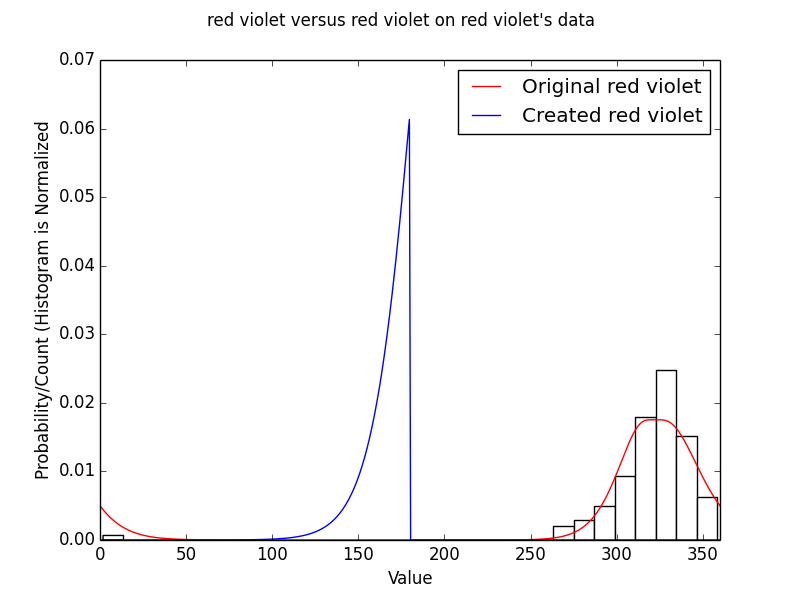 red violet versus red violet on red violet's data
Original red violet
Created red violet
0.07
0.06
0.05
0.04
0.03
0.02
0.01
0.00
Probability/Count (Histogram is Normalized
0 50 100 150 200 250 300 350
Value